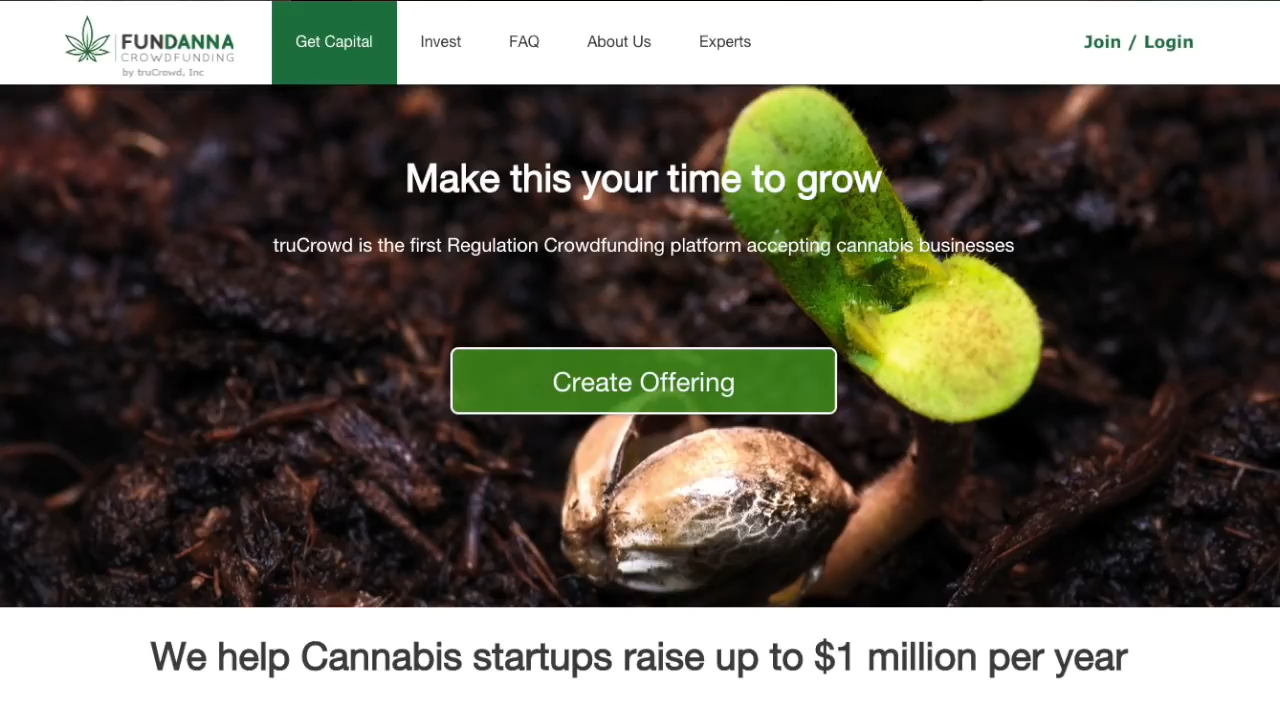 FUNDANNA
CROWDFUNDING
by truCrowd, Inc
Get Capital
Invest
FAQ
About Us
Experts
Join / Login
Make this your time to grow
truCrowd is the first Regulation Crowdfunding platform accepting cannabis businesses
Create Offering
We help Cannabis startups raise up to $1 million per year